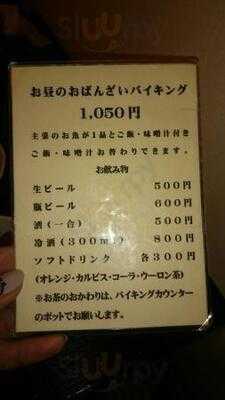 お昼のおばんざいバイキング
1,050円
主菜のお魚が1品とご飯・味噌汁付き
ご飯・味噌汁お替わりできます。
お飲み物
生ビール 500円
瓶ビール 600円
酒(一合) 500円
冷酒(300ml) 800円
ソフトドリンク 各300円
(オレンジ・カルピス・コーラ・ウーロン茶)
※お茶のおかわりは、バイキングカウンター
のポットでお願いします。